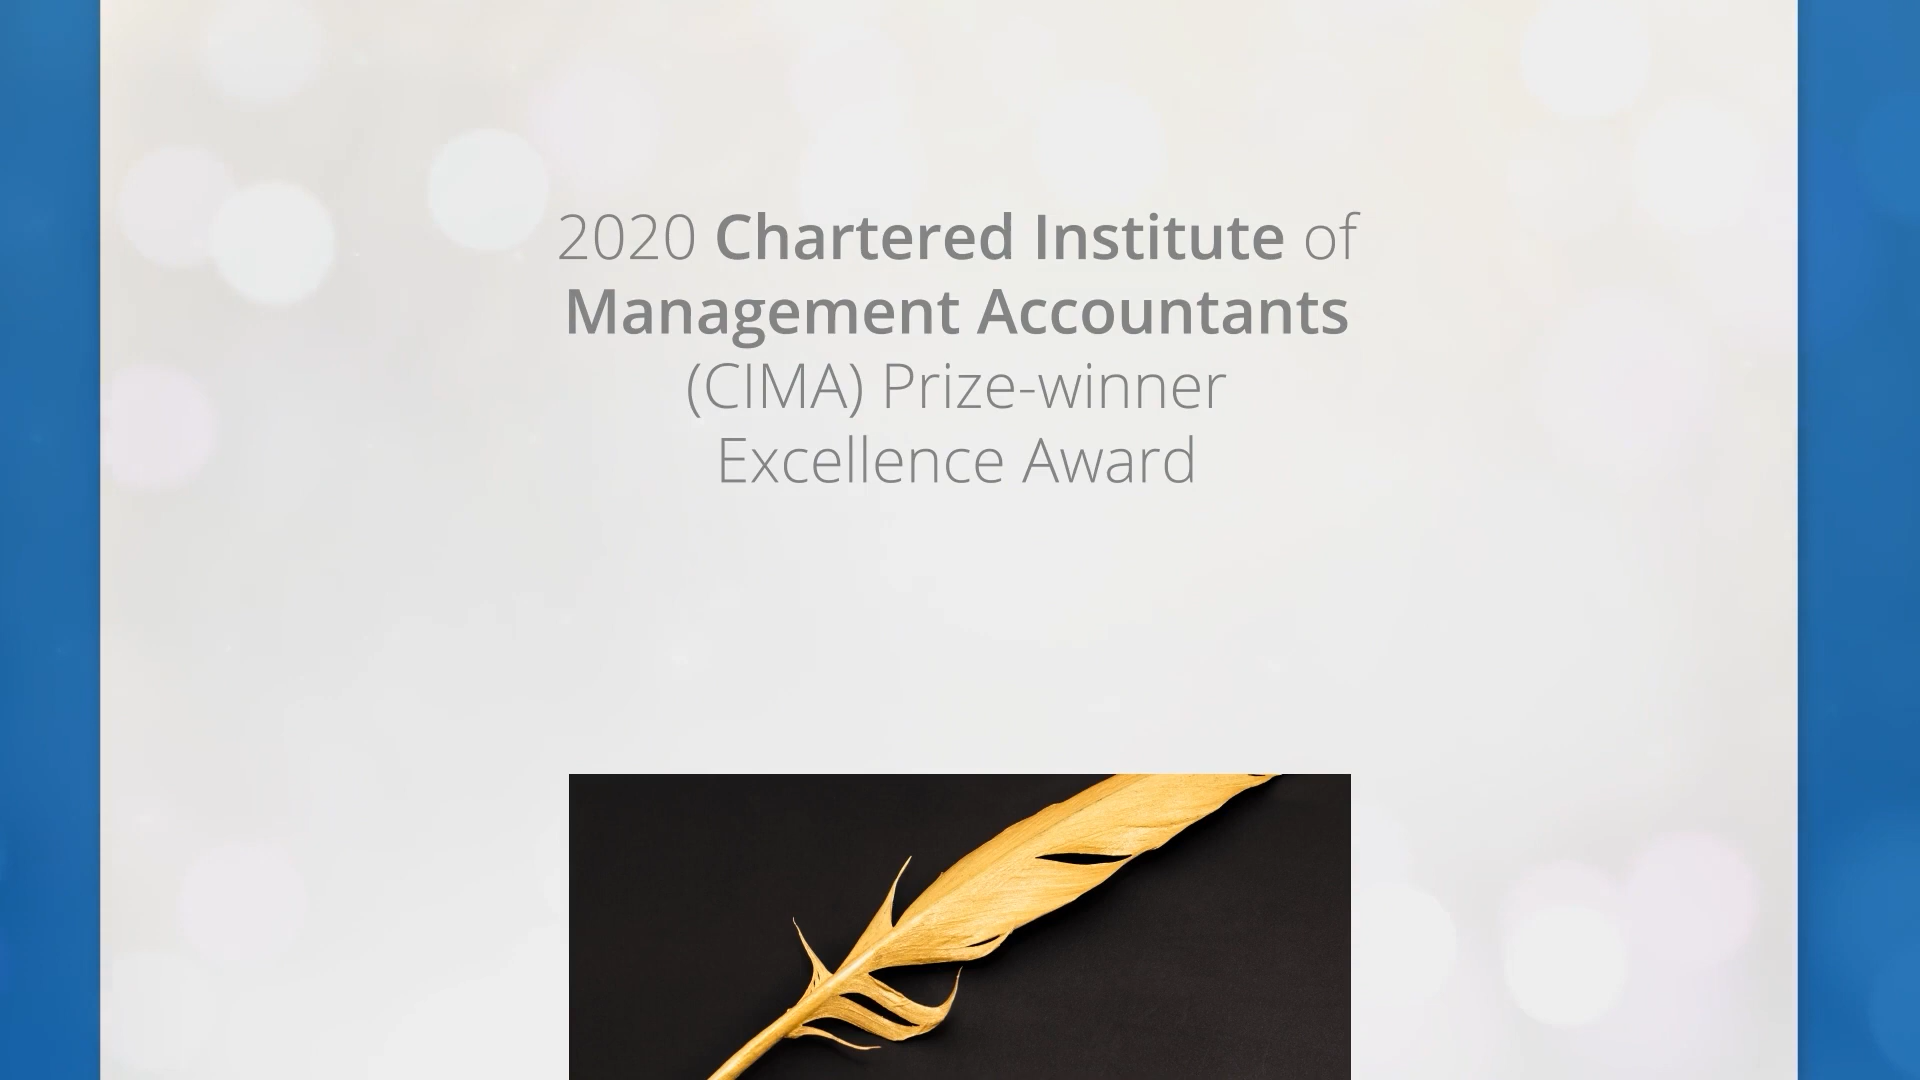 2020 Chartered Institute of
Management Accountants
(CIMA) Prize-winner
Excellence Award